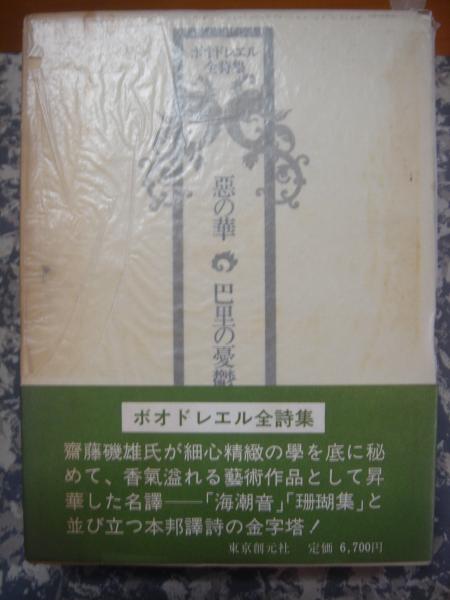 ボオドレエル
全詩集
惡の華
巴里の憂鬱
ボオドレエル全詩集
齋藤磯雄氏が細心精緻の學を底に秘
めて、香氣溢れる藝術作品として昇
華した名譯――「海潮音」「珊瑚集」と
並び立つ本邦譯詩の金字塔!
東京創元社 定価 6,700円